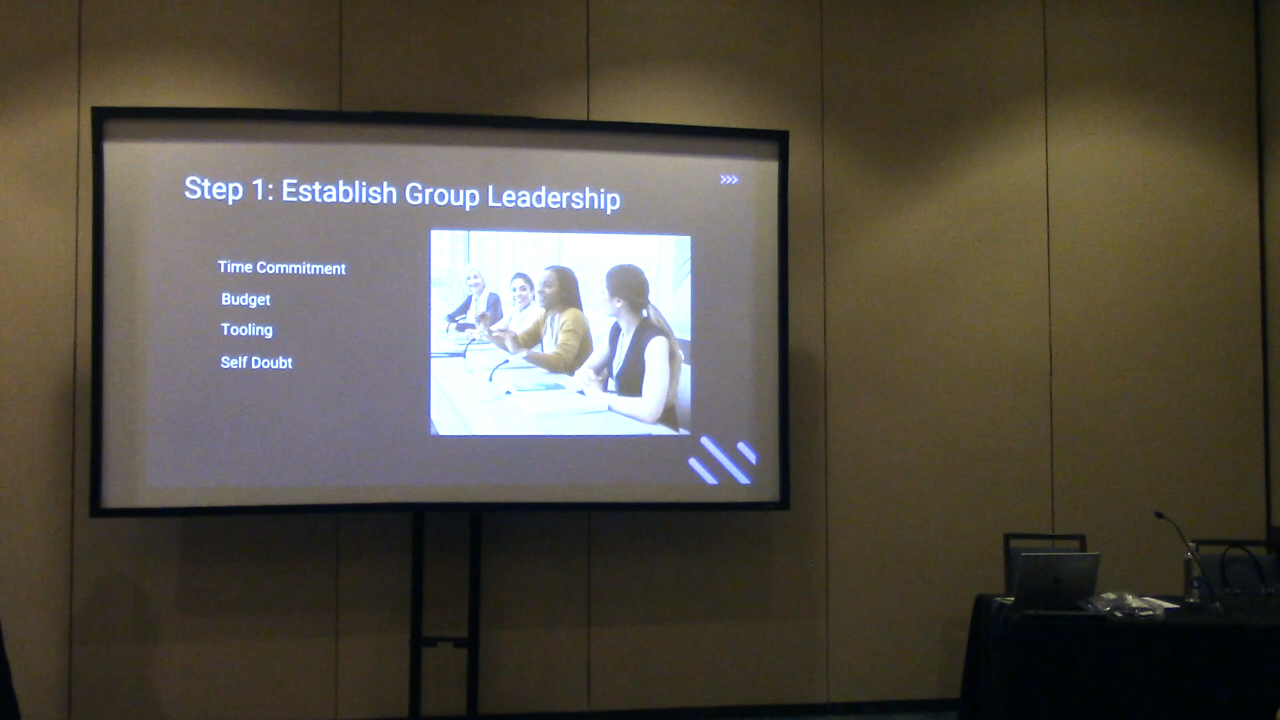 Step 1: Establish Group Leadership
>>>
Time Commitment
Budget
Tooling
Self Doubt